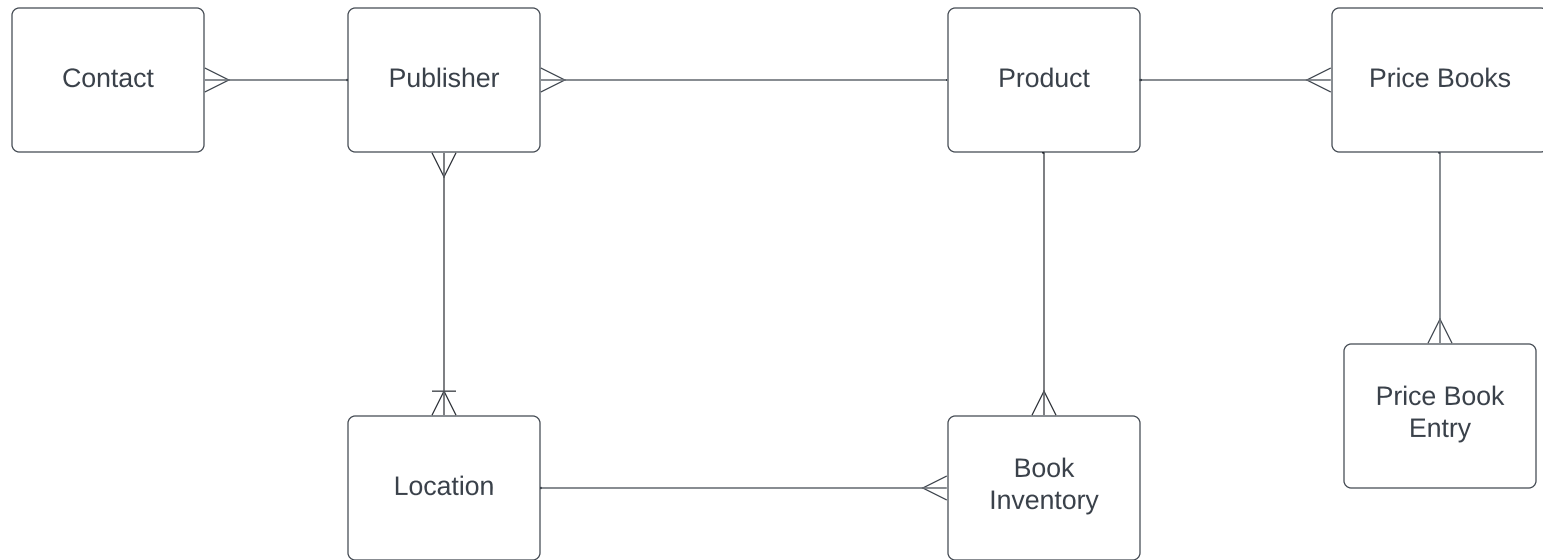 Contact
Publisher
Product
Price Books
Price Book
Entry
Location
Book
Inventory